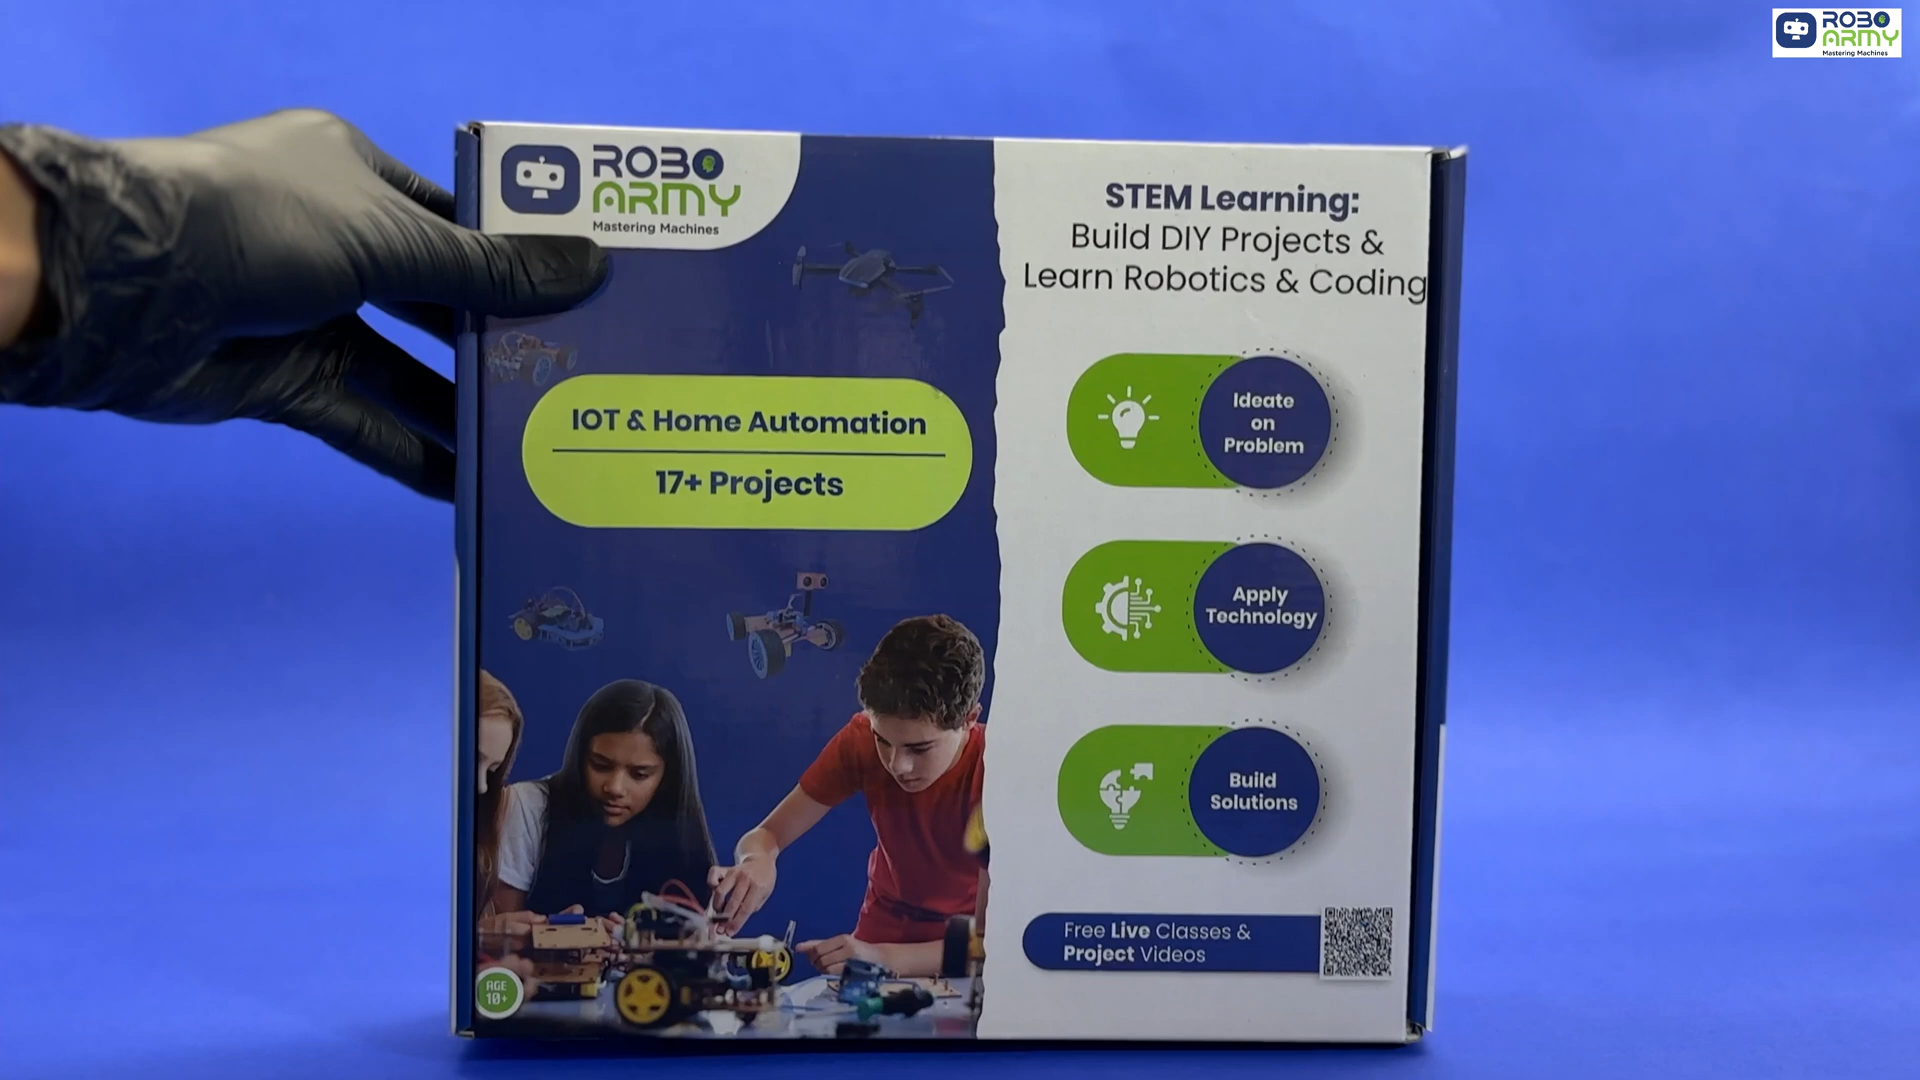 ROBO
ARMY
Mastering Machines
ROBO
ARMY
Mastering Machines
IOT & Home Automation
17+ Projects
AGE
10+
STEM Learning:
Build DIY Projects &
Learn Robotics & Coding
Ideate
on
Problem
Apply
Technology
Build
Solutions
Free Live Classes &
Project Videos